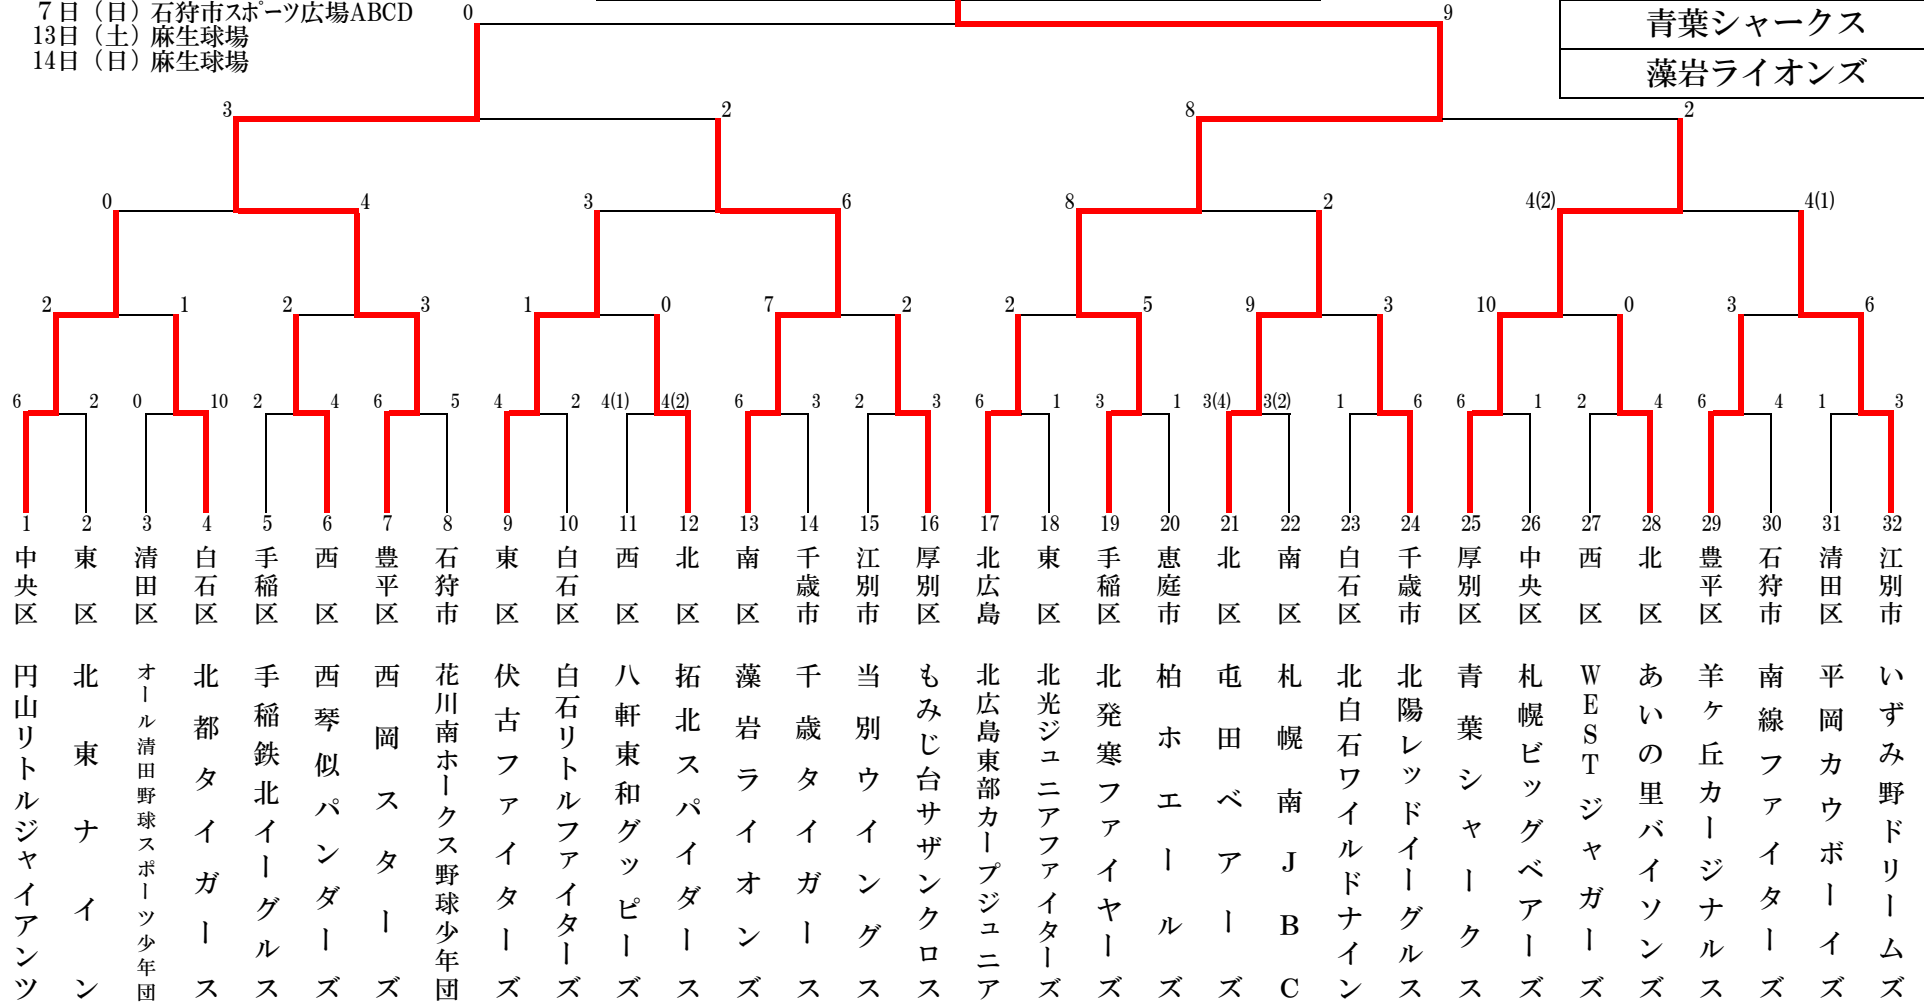 7日（日）石狩市スポーツ広場ABCD
13日（土）麻生球場
14日（日）麻生球場
青葉シャークス
藻岩ライオンズ
0 9
3 2 8 2
0 4 3 6 8 2 4(2) 4(1)
2 1 2 3 1 0 7 2 2 5 9 3 10 0 3 6
6 2 0 10 2 4 6 5 4 2 4(1) 4(2) 6 3 2 3 6 1 3 1 3(4) 3(2) 1 6 6 1 2 4 6 4 1 3
1 中央区 円山リトルジャイアンツ
2 東区 北東ナイン
3 清田区 オール清田野球スポーツ少年団
4 白石区 北都タイガース
5 手稲区 手稲鉄北イーグルス
6 西区 西琴似パンダーズ
7 豊平区 西岡スターズ
8 石狩市 花川南ホークス野球少年団
9 東区 伏古ファイターズ
10 白石区 白石リトルファイターズ
11 西区 八軒東和グッピーズ
12 北区 拓北スパイダース
13 南区 藻岩ライオンズ
14 千歳市 千歳タイガース
15 江別市 当別ウイングス
16 厚別区 もみじ台サザンクロス
17 北広島 北広島東部カープジュニア
18 東区 北光ジュニアファイターズ
19 手稲区 北発寒ファイヤーズ
20 恵庭市 柏ホエールズ
21 北区 屯田ベアーズ
22 南区 札幌南JBC
23 白石区 北白石ワイルドナイン
24 千歳市 北陽レッドイーグルス
25 厚別区 青葉シャークス
26 中央区 札幌ビッグベアーズ
27 西区 WESTジャガーズ
28 北区 あいの里バイソンズ
29 豊平区 羊ヶ丘カージナルス
30 石狩市 南線ファイターズ
31 清田区 平岡カウボーイズ
32 江別市 いずみ野ドリームズ